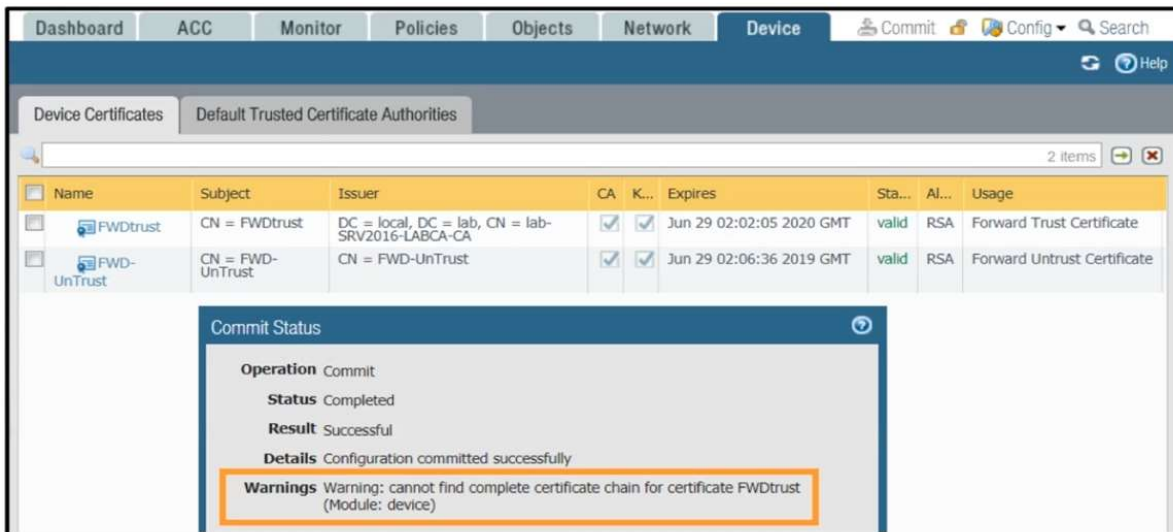 Dashboard ACC Monitor Policies Objects Network Device Commit Config Search
Help
Device Certificates Default Trusted Certificate Authorities
2 items
Name Subject Issuer CA K... Expires Sta... Al... Usage
FWDtrust CN = FWDtrust DC = local, DC = lab, CN = lab-SRV2016-LABCA-CA Jun 29 02:02:05 2020 GMT valid RSA Forward Trust Certificate
FWD-UnTrust CN = FWD-UnTrust CN = FWD-UnTrust Jun 29 02:06:36 2019 GMT valid RSA Forward Untrust Certificate
Commit Status
Operation Commit
Status Completed
Result Successful
Details Configuration committed successfully
Warnings Warning: cannot find complete certificate chain for certificate FWDtrust
(Module: device)